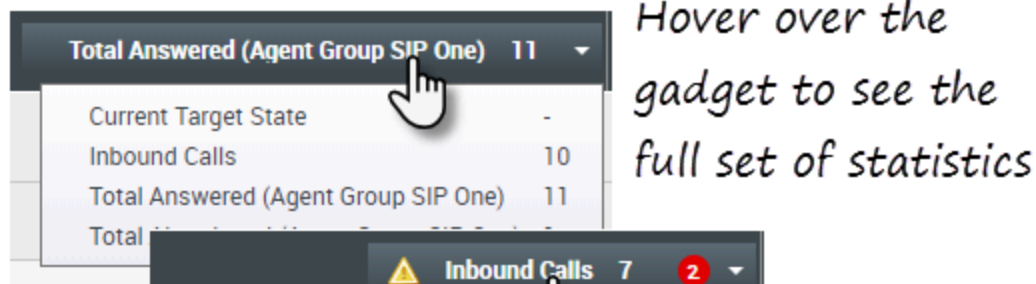 Total Answered (Agent Group SIP One) 11
Hover over the
gadget to see the
full set of statistics
Current Target State -
Inbound Calls 10
Total Answered (Agent Group SIP One) 11
Total
Inbound Calls 7 2